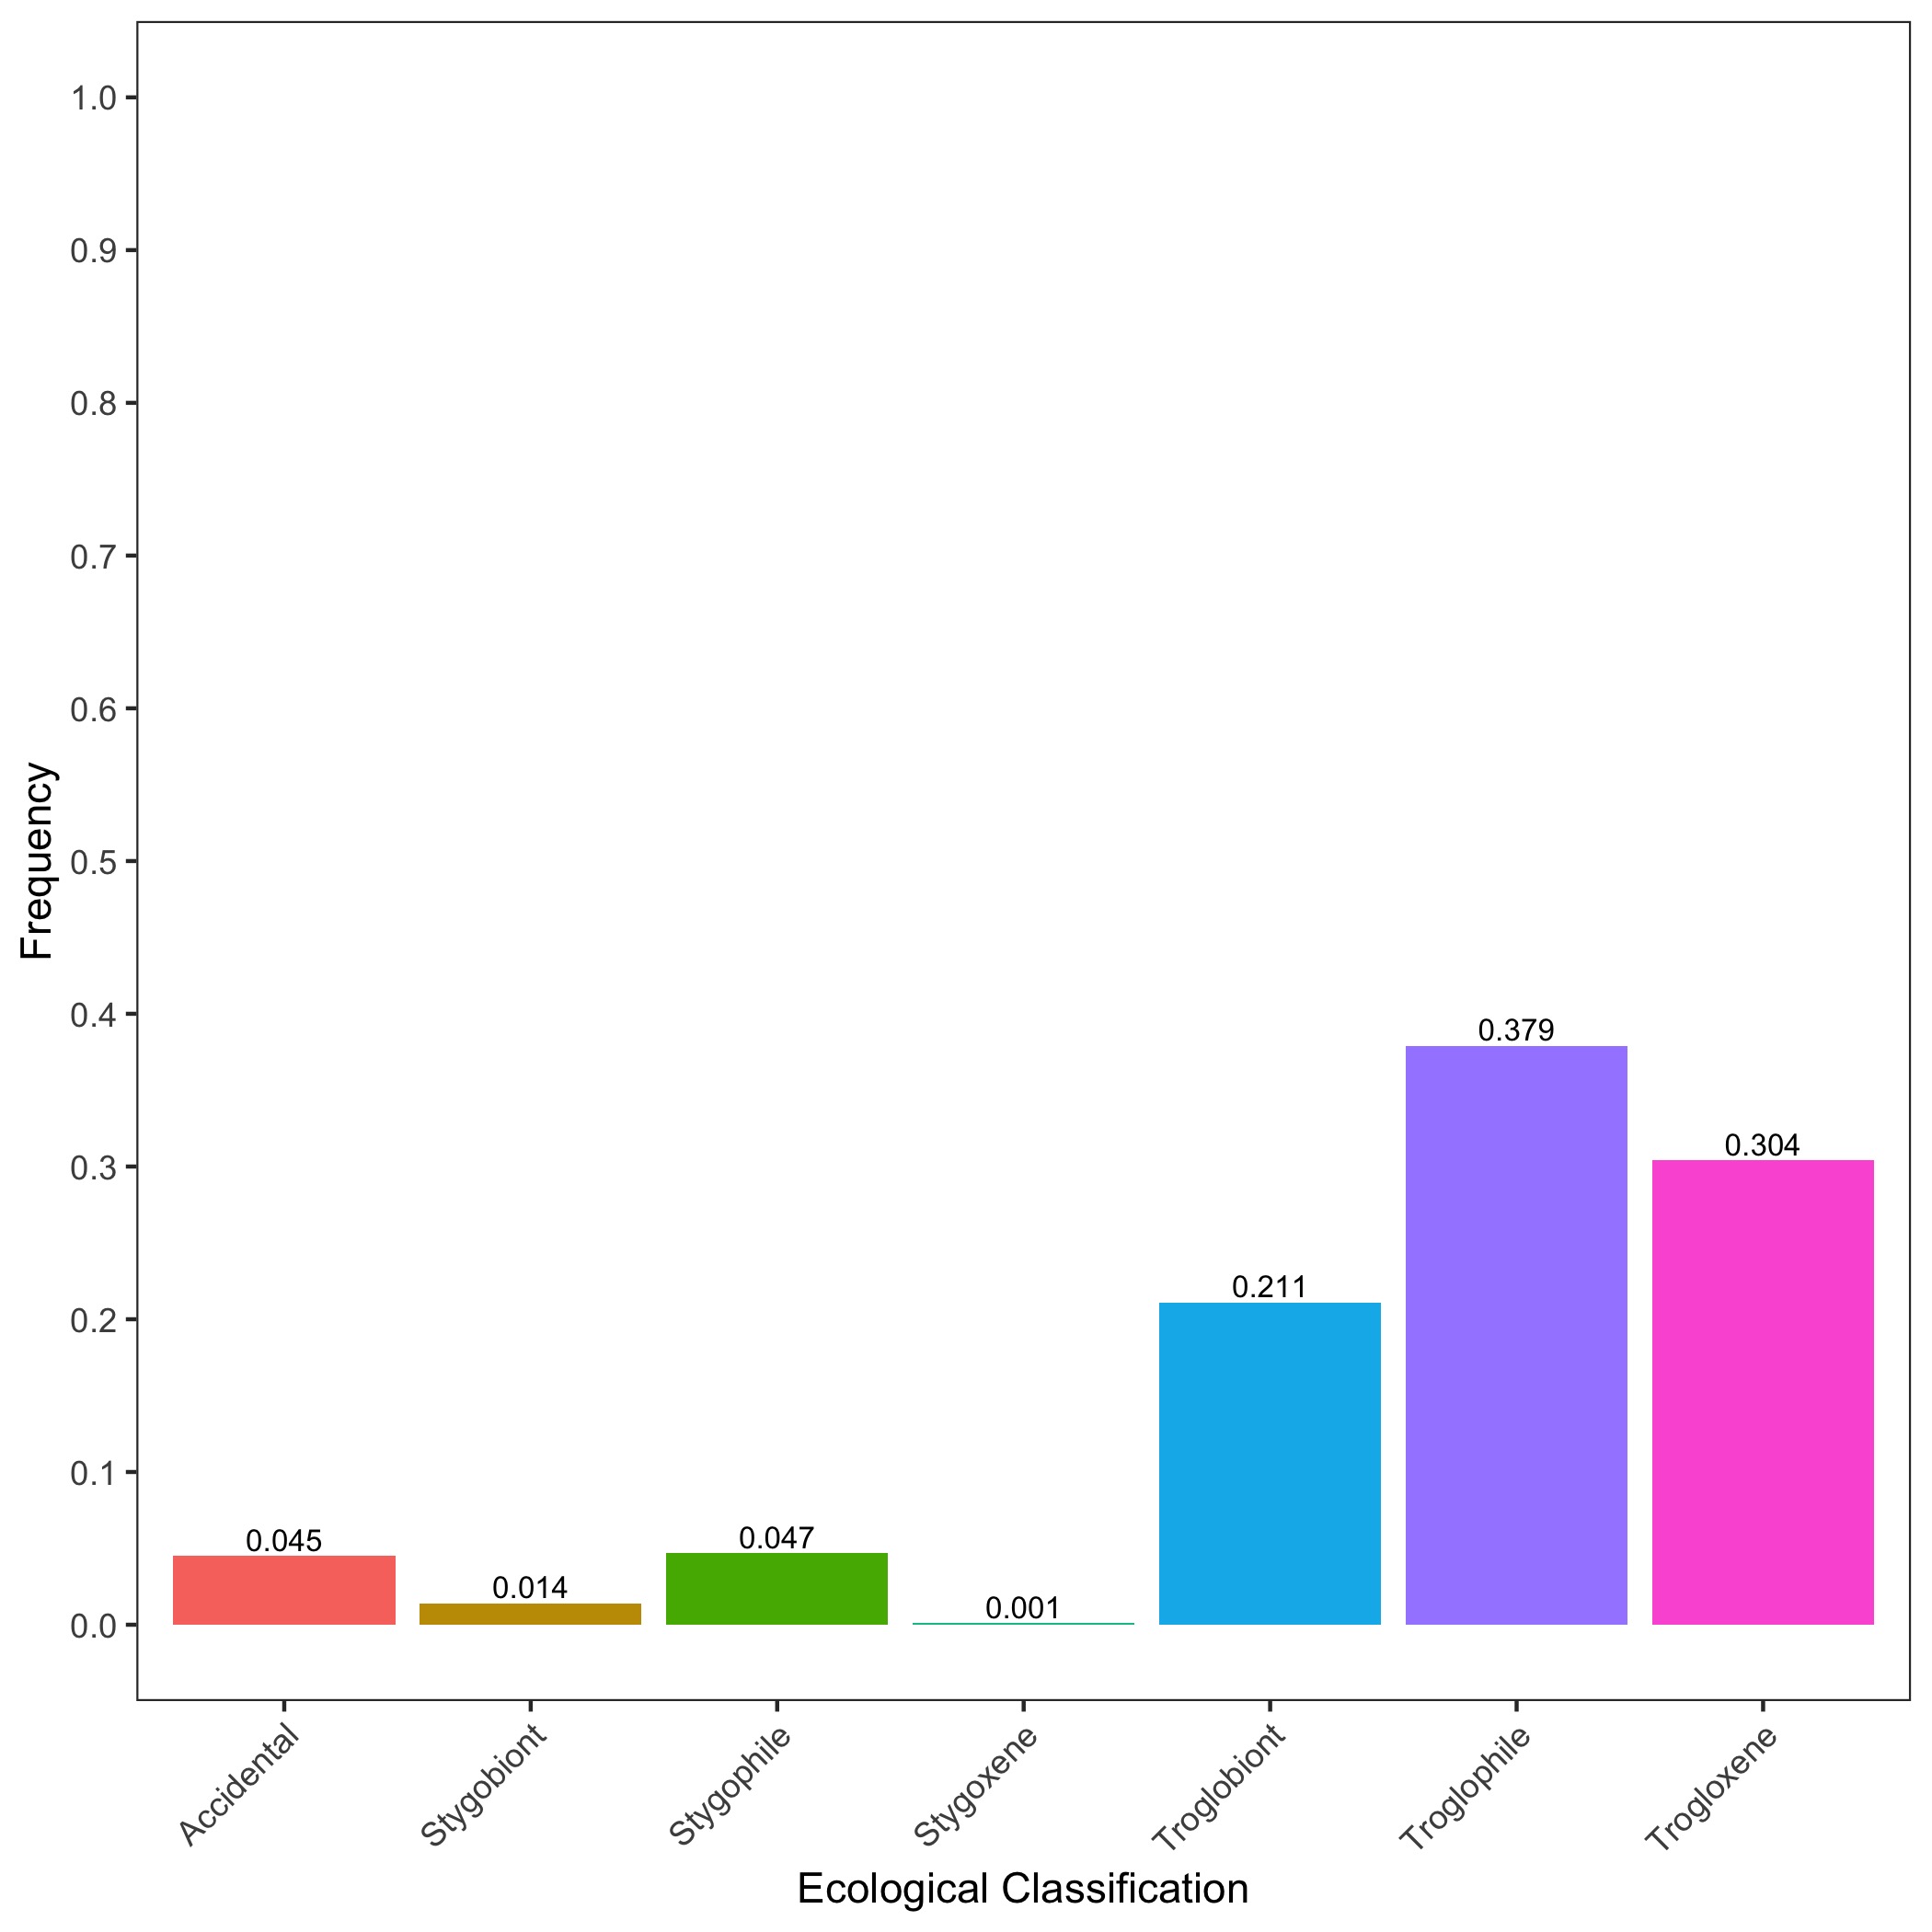 Frequency
1.0
0.9
0.8
0.7
0.6
0.5
0.4
0.3
0.2
0.1
0.0
0.045
0.014
0.047
0.001
0.211
0.379
0.304
Accidental
Stygobiont
Stygophile
Stygoxene
Troglobiont
Troglophile
Trogloxene
Ecological Classification